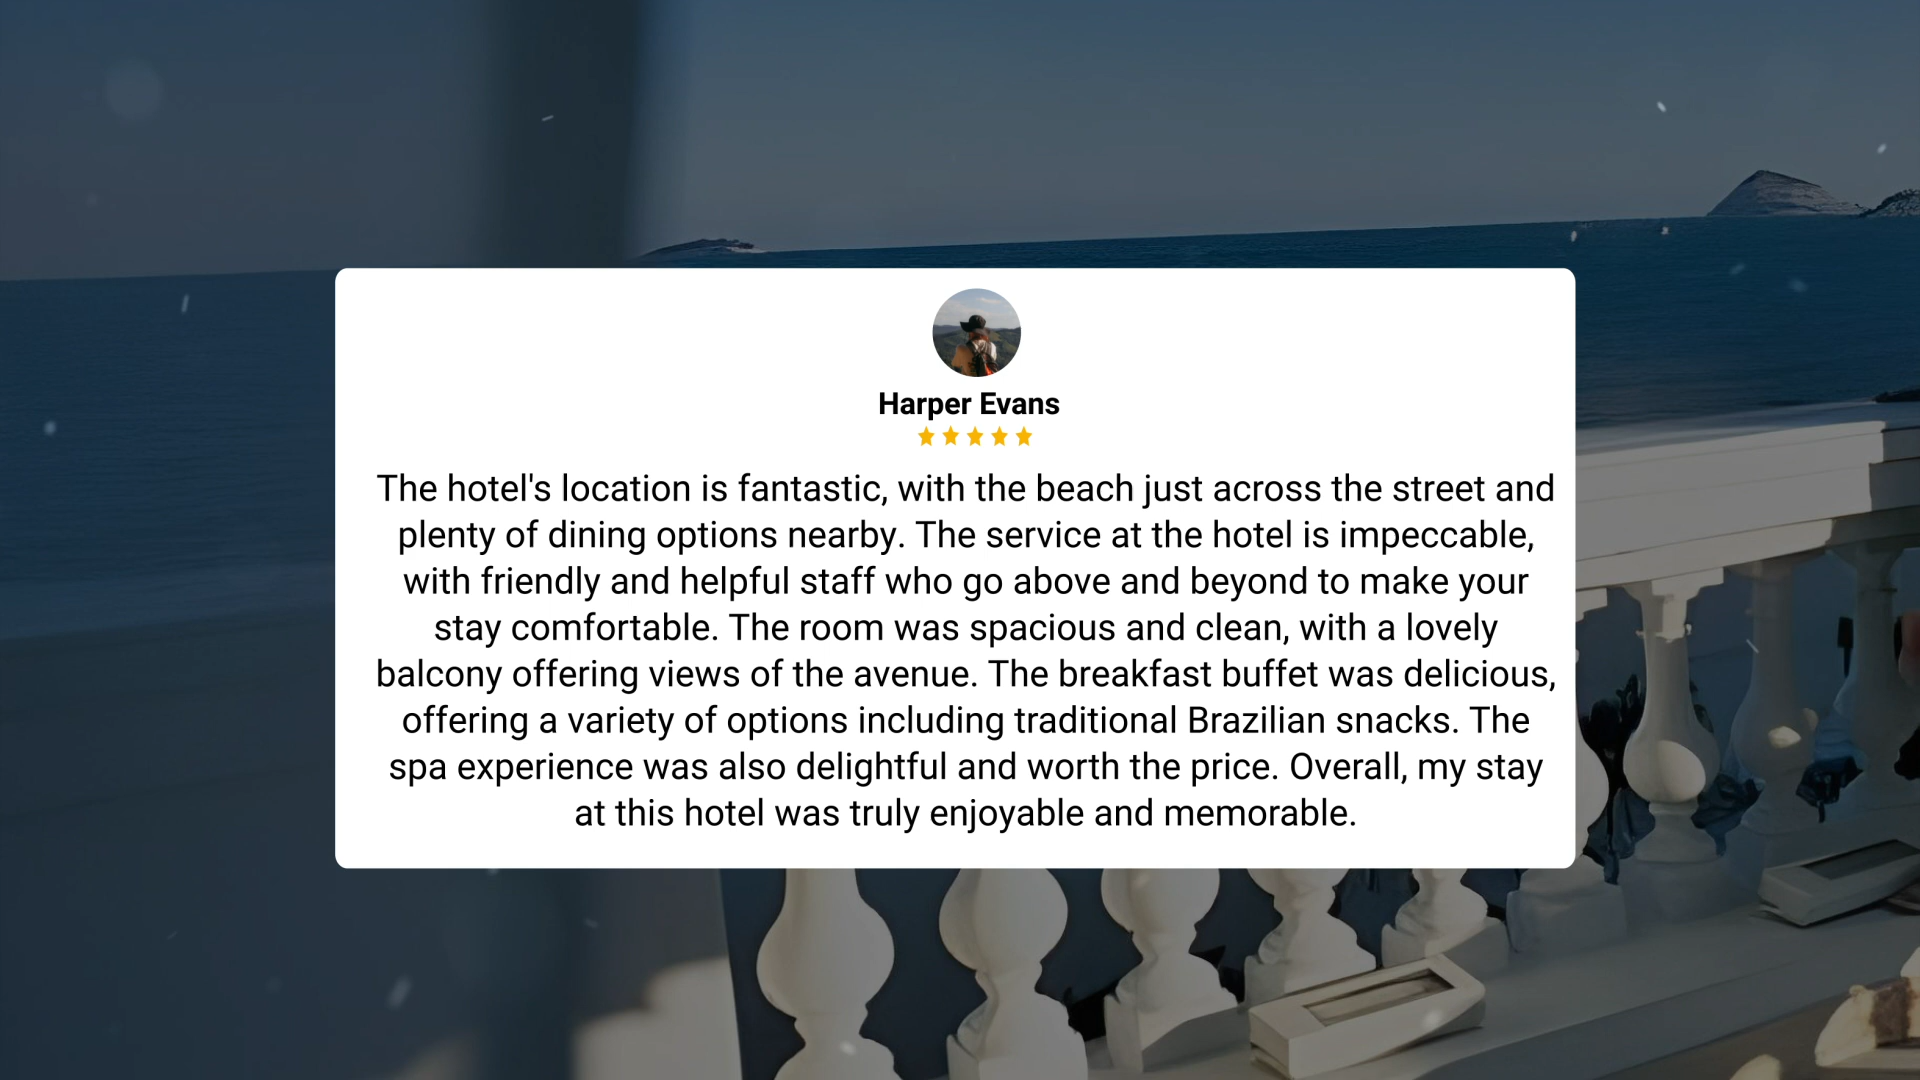 Harper Evans
The hotel's location is fantastic, with the beach just across the street and
plenty of dining options nearby. The service at the hotel is impeccable,
with friendly and helpful staff who go above and beyond to make your
stay comfortable. The room was spacious and clean, with a lovely
balcony offering views of the avenue. The breakfast buffet was delicious,
offering a variety of options including traditional Brazilian snacks. The
spa experience was also delightful and worth the price. Overall, my stay
at this hotel was truly enjoyable and memorable.